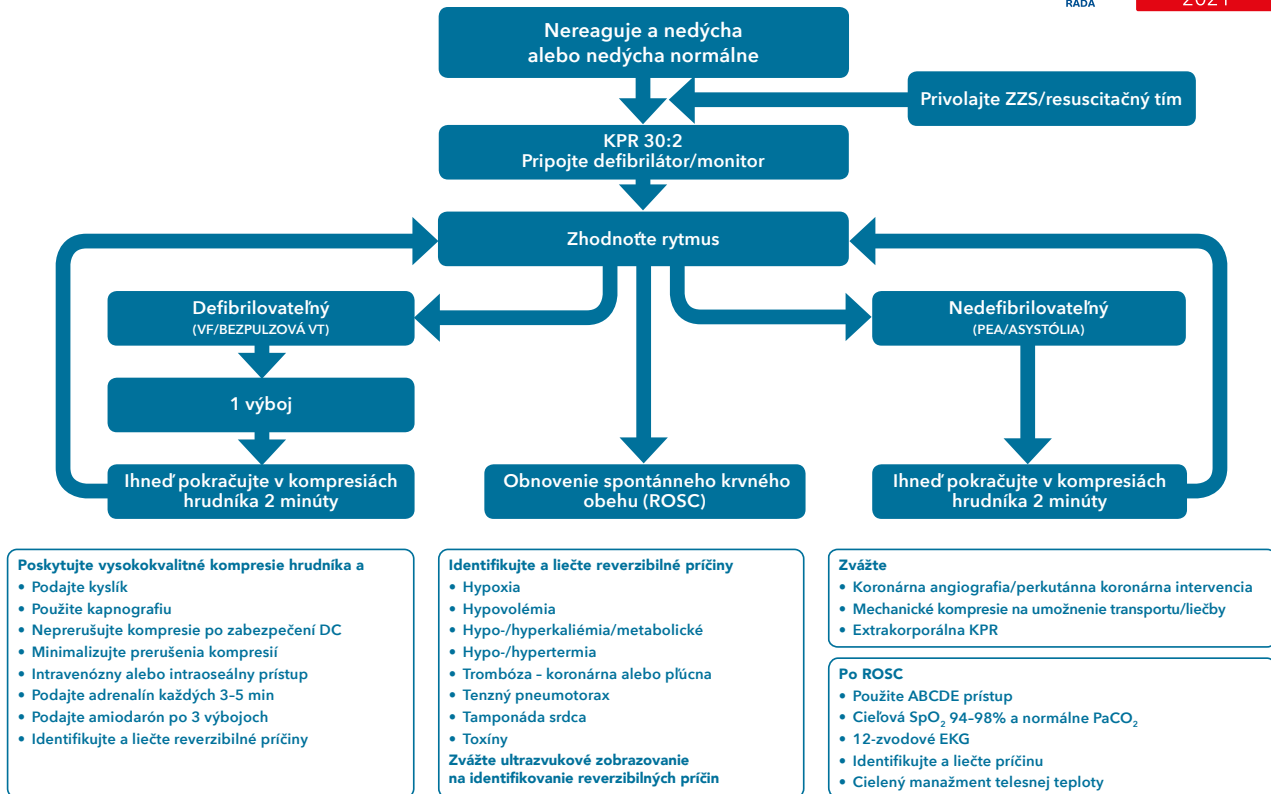 RADA
2021
Nereaguje a nedýcha
alebo nedýcha normálne
Privolajte ZZS/resuscitačný tím
KPR 30:2
Pripojte defibrilátor/monitor
Zhodnoťte rytmus
Defibrilovateľný
(VF/BEZPULZOVÁ VT)
Nedefibrilovateľný
(PEA/ASYSTÓLIA)
1 výboj
Ihneď pokračujte v kompresiách
hrudníka 2 minúty
Obnovenie spontánneho krvného
obehu (ROSC)
Ihneď pokračujte v kompresiách
hrudníka 2 minúty
Poskytujte vysokokvalitné kompresie hrudníka a
• Podajte kyslík
• Použite kapnografiu
• Neprerušujte kompresie po zabezpečení DC
• Minimalizujte prerušenia kompresií
• Intravenózny alebo intraoseálny prístup
• Podajte adrenalín každých 3–5 min
• Podajte amiodarón po 3 výbojoch
• Identifikujte a liečte reverzibilné príčiny
Identifikujte a liečte reverzibilné príčiny
• Hypoxia
• Hypovolémia
• Hypo-/hyperkaliémia/metabolické
• Hypo-/hypertermia
• Trombóza – koronárna alebo pľúcna
• Tenzný pneumotorax
• Tamponáda srdca
• Toxíny
Zvážte ultrazvukové zobrazovanie
na identifikovanie reverzibilných príčin
Zvážte
• Koronárna angiografia/perkutánna koronárna intervencia
• Mechanické kompresie na umožnenie transportu/liečby
• Extrakorporálna KPR
Po ROSC
• Použite ABCDE prístup
• Cieľová SpO₂ 94–98% a normálne PaCO₂
• 12-zvodové EKG
• Identifikujte a liečte príčinu
• Cielený manažment telesnej teploty